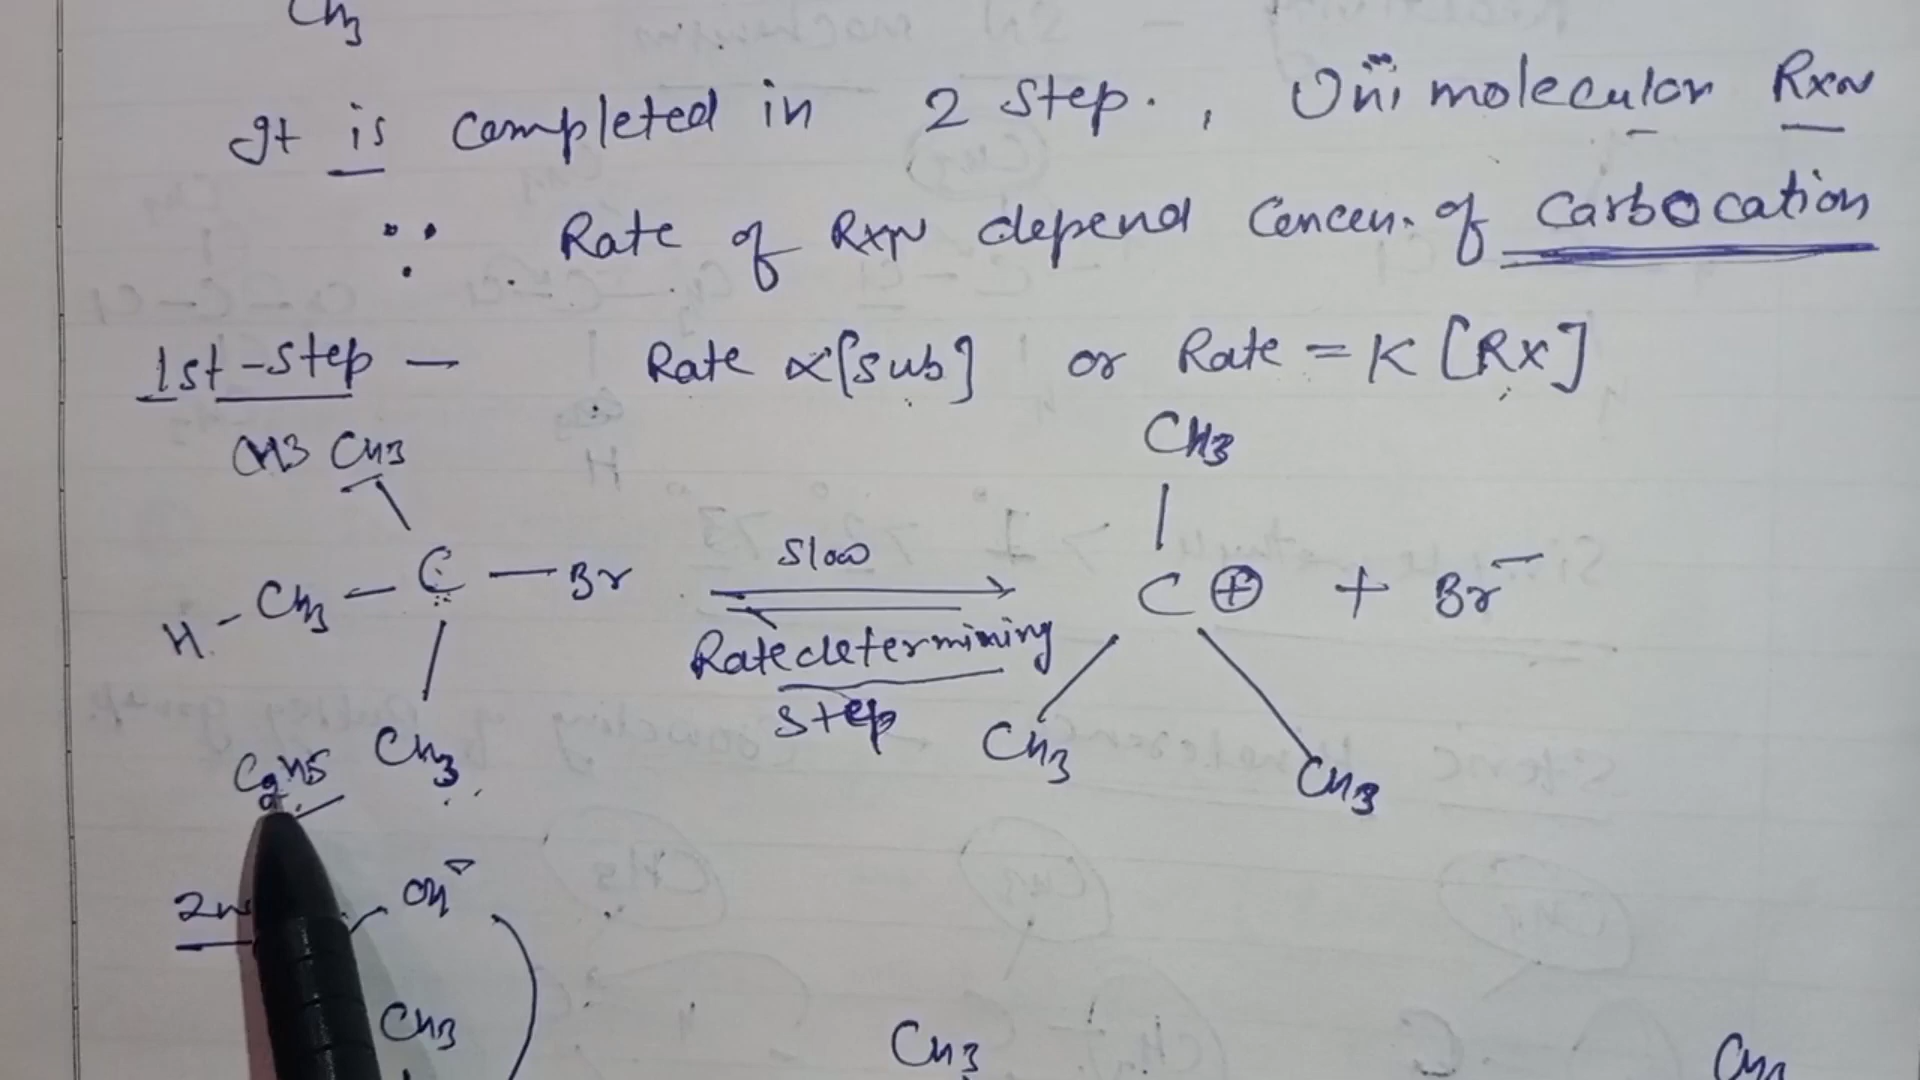 CH3
It is completed in 2 step. , Unimolecular Rxn
∵ Rate of Rxn depend Concen. of Carbocation
1st-step — Rate ∝ [sub] or Rate = K [RX]
CH3 CH3
CH3
H - CH3 - C - Br
Slow
Rate determining
step
C ⊕ + Br⁻
CH3
CH3
CH3
C2H5
OH⁻
CH3
CH3
CH3